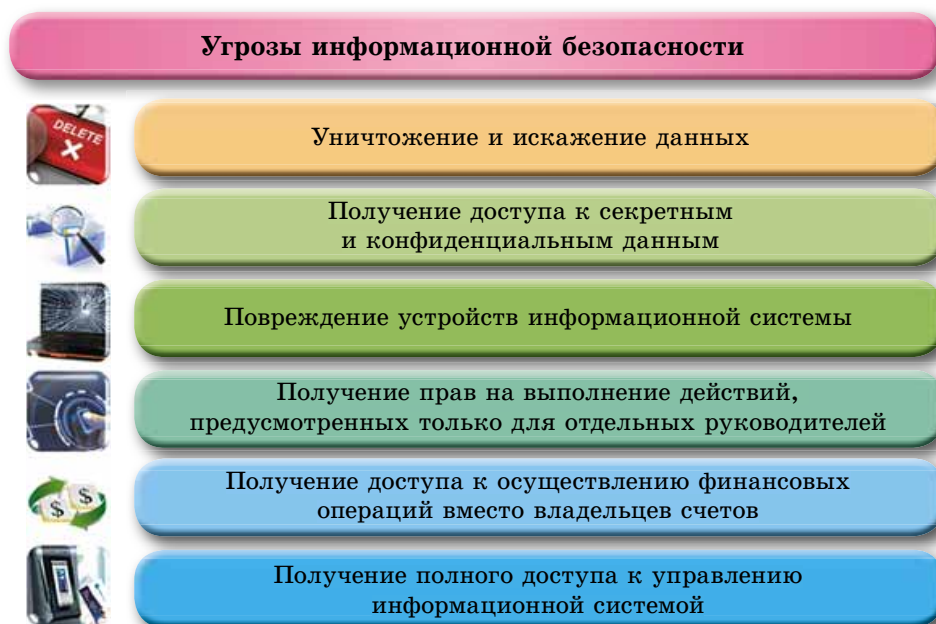 Угрозы информационной безопасности
DELETE
Уничтожение и искажение данных
Получение доступа к секретным
и конфиденциальным данным
Повреждение устройств информационной системы
Получение прав на выполнение действий,
предусмотренных только для отдельных руководителей
$ $
Получение доступа к осуществлению финансовых
операций вместо владельцев счетов
Получение полного доступа к управлению
информационной системой